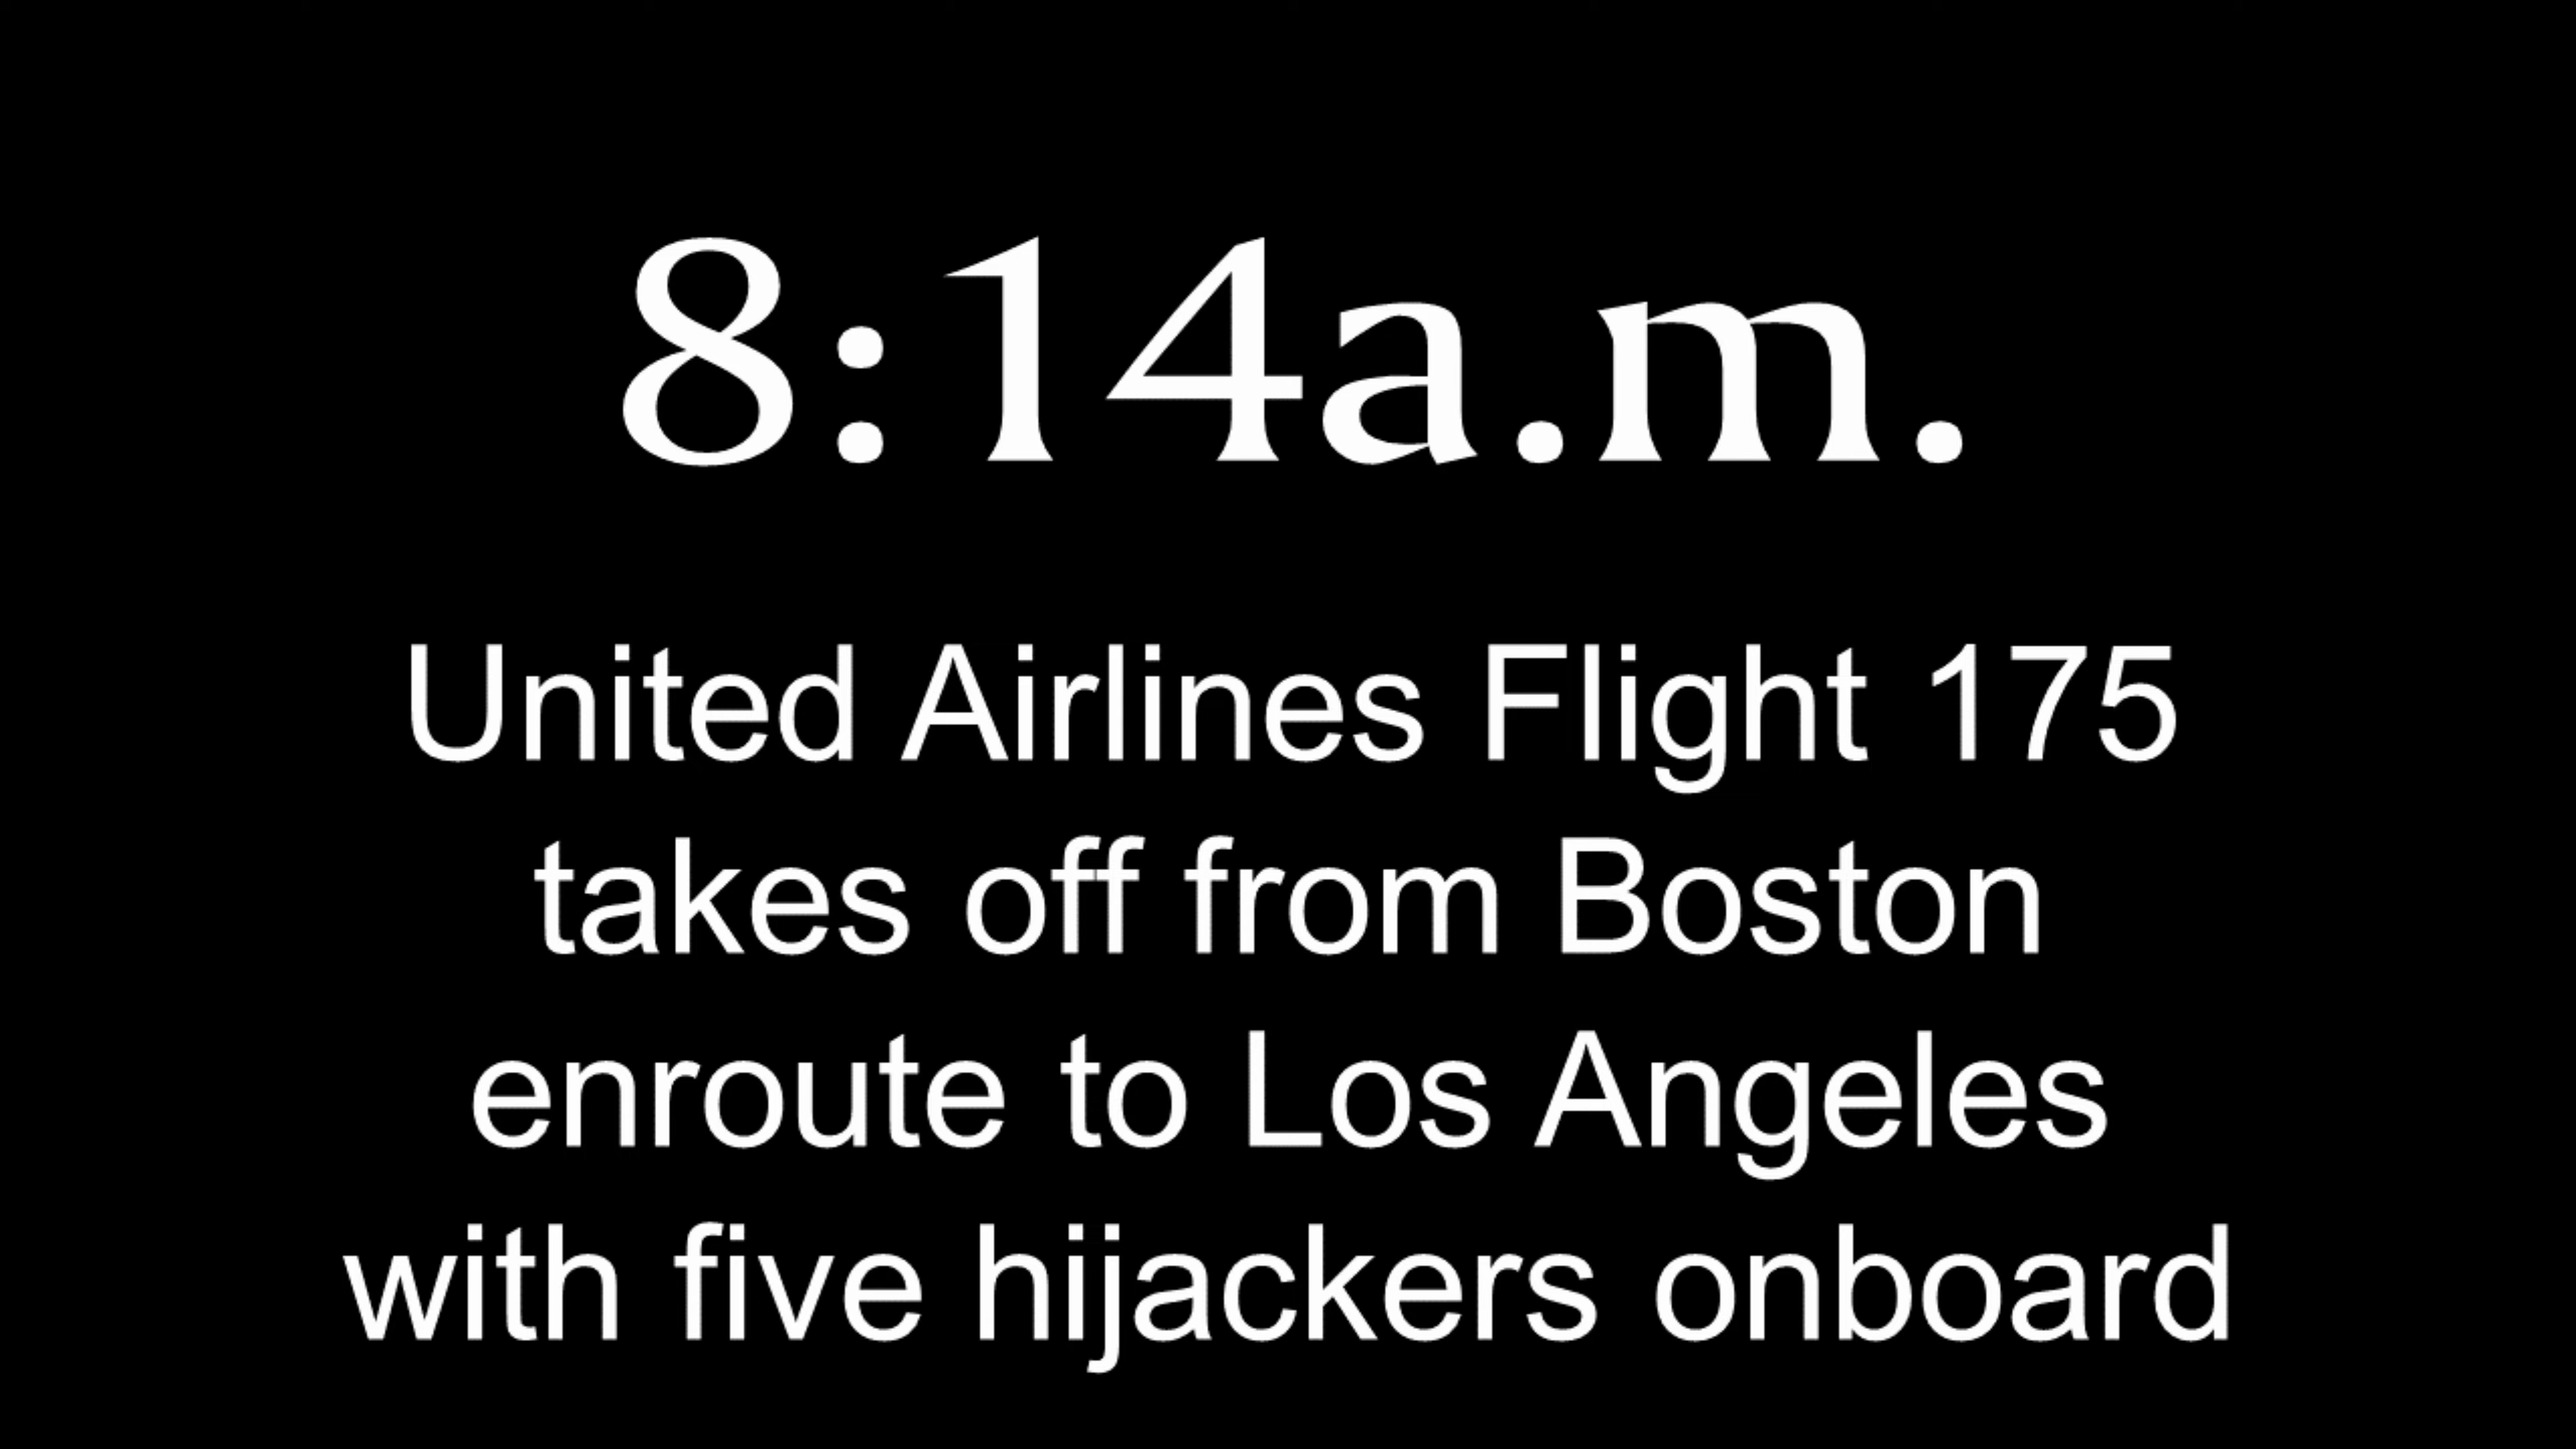 8:14a.m.
United Airlines Flight 175
takes off from Boston
enroute to Los Angeles
with five hijackers onboard